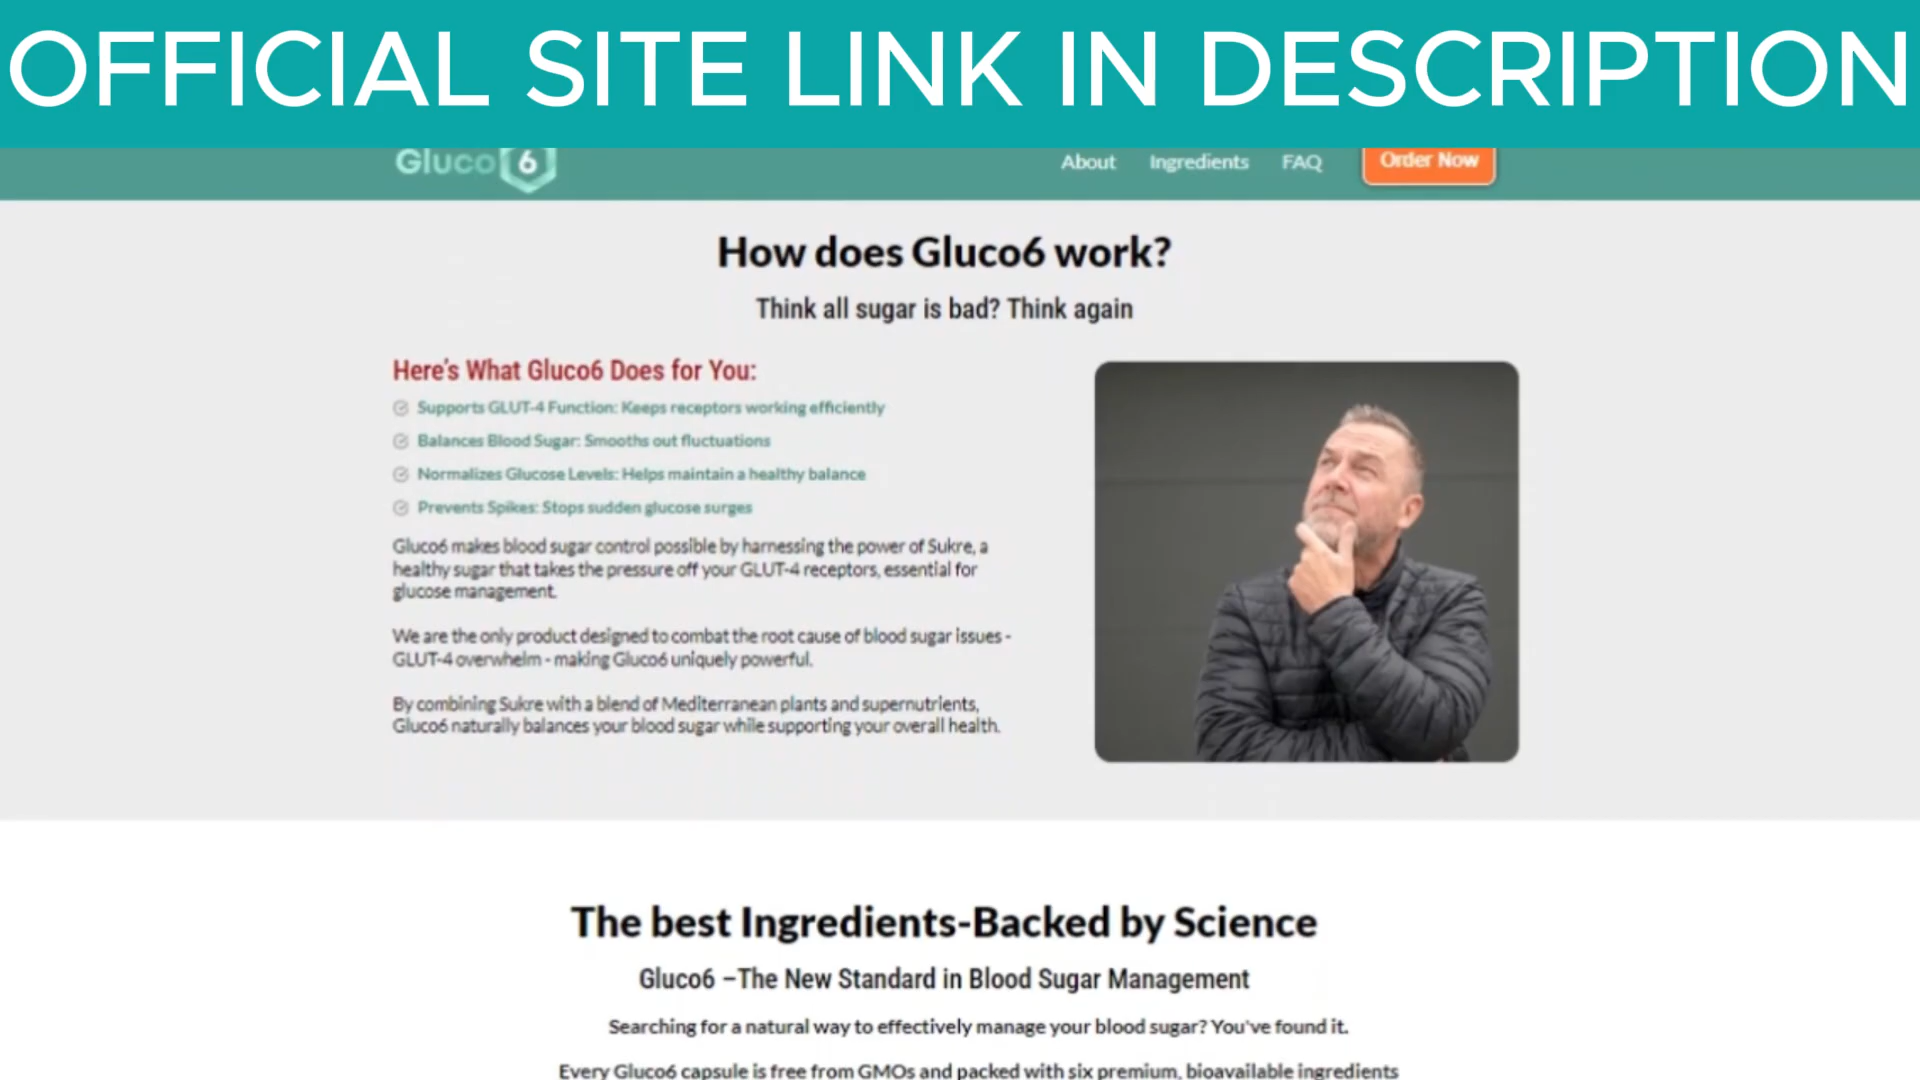 OFFICIAL SITE LINK IN DESCRIPTION
Gluco 6
About Ingredients FAQ Order Now
How does Gluco6 work?
Think all sugar is bad? Think again
Here's What Gluco6 Does for You:
Supports GLUT-4 Function: Keeps receptors working efficiently
Balances Blood Sugar: Smooths out fluctuations
Normalizes Glucose Levels: Helps maintain a healthy balance
Prevents Spikes: Stops sudden glucose surges
Gluco6 makes blood sugar control possible by harnessing the power of Sukre, a
healthy sugar that takes the pressure off your GLUT-4 receptors, essential for
glucose management.
We are the only product designed to combat the root cause of blood sugar issues -
GLUT-4 overwhelm - making Gluco6 uniquely powerful.
By combining Sukre with a blend of Mediterranean plants and supernutrients,
Gluco6 naturally balances your blood sugar while supporting your overall health.
The best Ingredients-Backed by Science
Gluco6 –The New Standard in Blood Sugar Management
Searching for a natural way to effectively manage your blood sugar? You've found it.
Every Gluco6 capsule is free from GMOs and packed with six premium, bioavailable ingredients